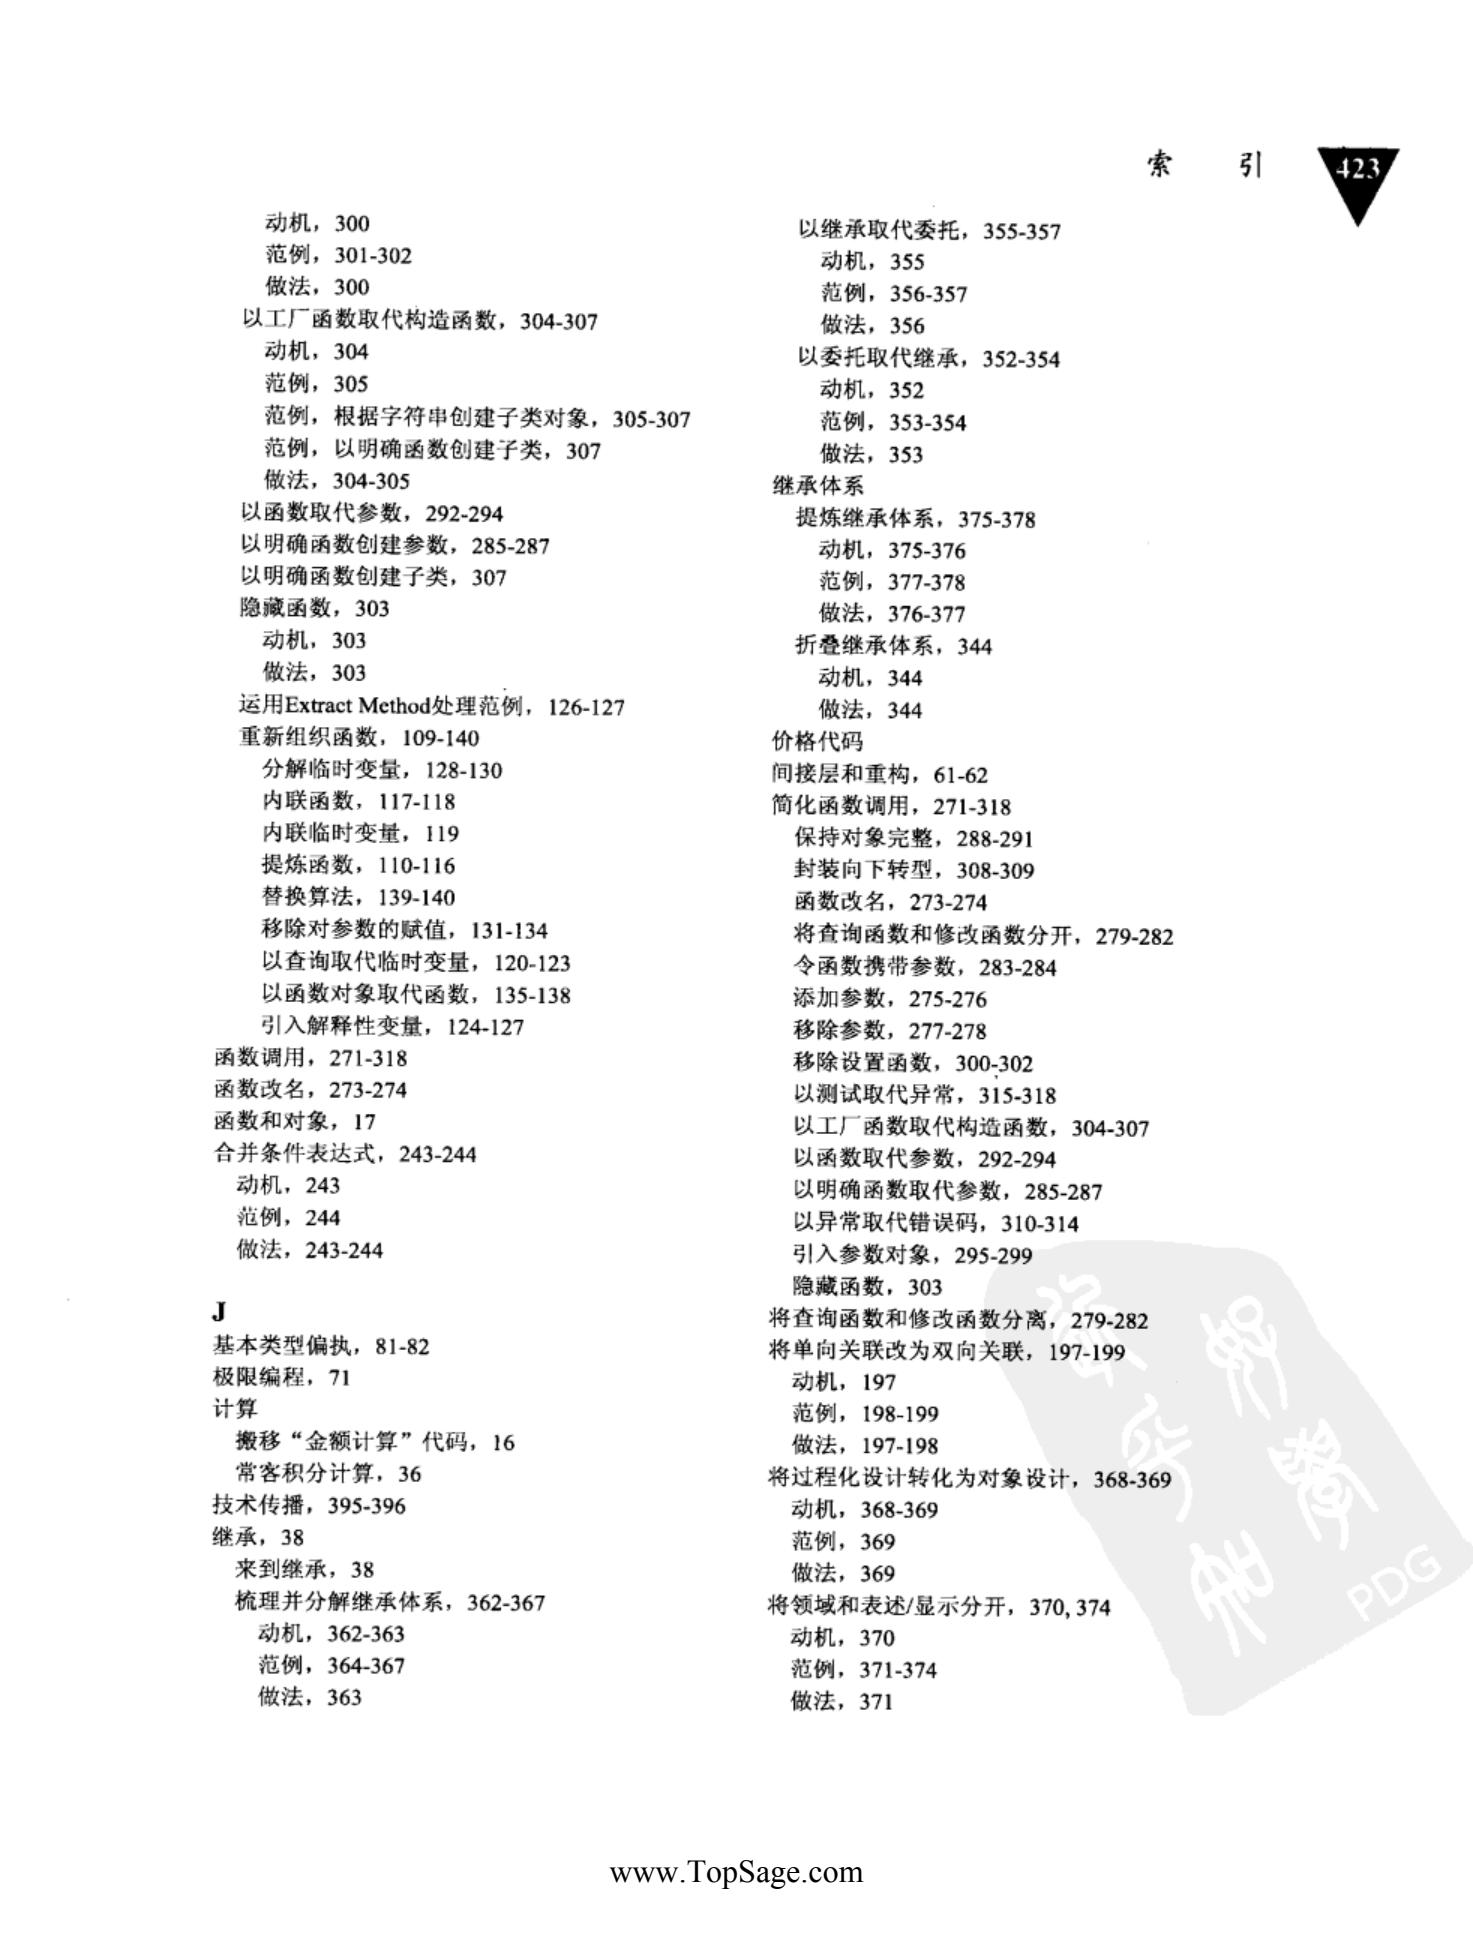 索 引 423
动机，300
范例，301-302
做法，300
以工厂函数取代构造函数，304-307
动机，304
范例，305
范例，根据字符串创建子类对象，305-307
范例，以明确函数创建子类，307
做法，304-305
以函数取代参数，292-294
以明确函数创建参数，285-287
以明确函数创建子类，307
隐藏函数，303
动机，303
做法，303
运用Extract Method处理范例，126-127
重新组织函数，109-140
分解临时变量，128-130
内联函数，117-118
内联临时变量，119
提炼函数，110-116
替换算法，139-140
移除对参数的赋值，131-134
以查询取代临时变量，120-123
以函数对象取代函数，135-138
引入解释性变量，124-127
函数调用，271-318
函数改名，273-274
函数和对象，17
合并条件表达式，243-244
动机，243
范例，244
做法，243-244
J
基本类型偏执，81-82
极限编程，71
计算
搬移“金额计算”代码，16
常客积分计算，36
技术传播，395-396
继承，38
来到继承，38
梳理并分解继承体系，362-367
动机，362-363
范例，364-367
做法，363
以继承取代委托，355-357
动机，355
范例，356-357
做法，356
以委托取代继承，352-354
动机，352
范例，353-354
做法，353
继承体系
提炼继承体系，375-378
动机，375-376
范例，377-378
做法，376-377
折叠继承体系，344
动机，344
做法，344
价格代码
间接层和重构，61-62
简化函数调用，271-318
保持对象完整，288-291
封装向下转型，308-309
函数改名，273-274
将查询函数和修改函数分开，279-282
令函数携带参数，283-284
添加参数，275-276
移除参数，277-278
移除设置函数，300-302
以测试取代异常，315-318
以工厂函数取代构造函数，304-307
以函数取代参数，292-294
以明确函数取代参数，285-287
以异常取代错误码，310-314
引入参数对象，295-299
隐藏函数，303
将查询函数和修改函数分离，279-282
将单向关联改为双向关联，197-199
动机，197
范例，198-199
做法，197-198
将过程化设计转化为对象设计，368-369
动机，368-369
范例，369
做法，369
将领域和表述/显示分开，370, 374
动机，370
范例，371-374
做法，371
PDG
www.TopSage.com